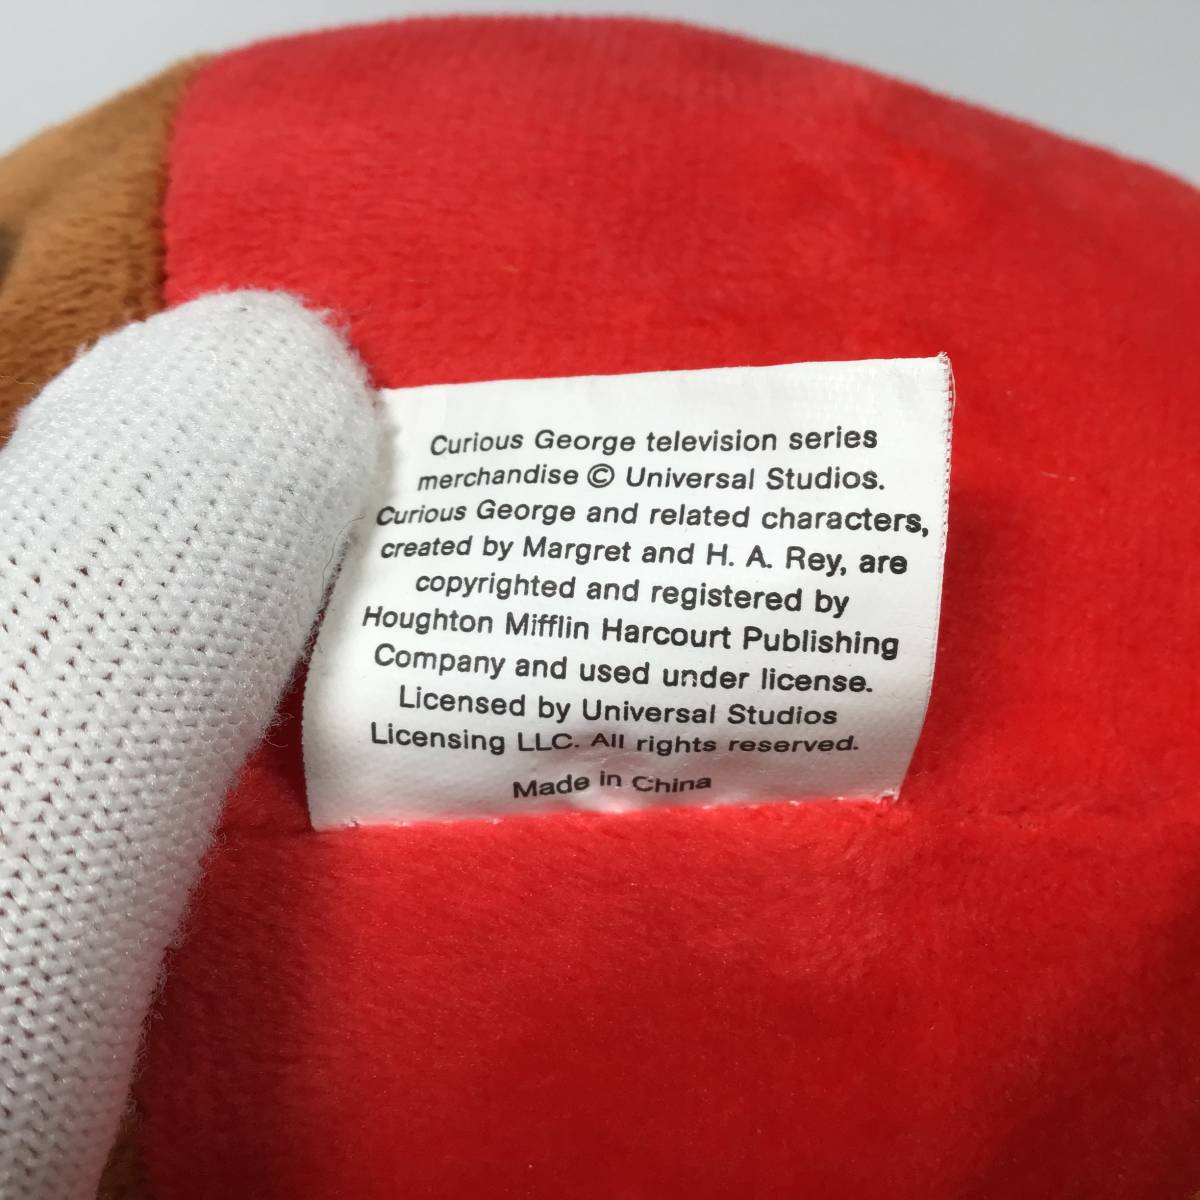 Curious George television series
merchandise © Universal Studios.
Curious George and related characters,
created by Margret and H. A. Rey, are
copyrighted and registered by
Houghton Mifflin Harcourt Publishing
Company and used under license.
Licensed by Universal Studios
Licensing LLC. All rights reserved.
Made in China